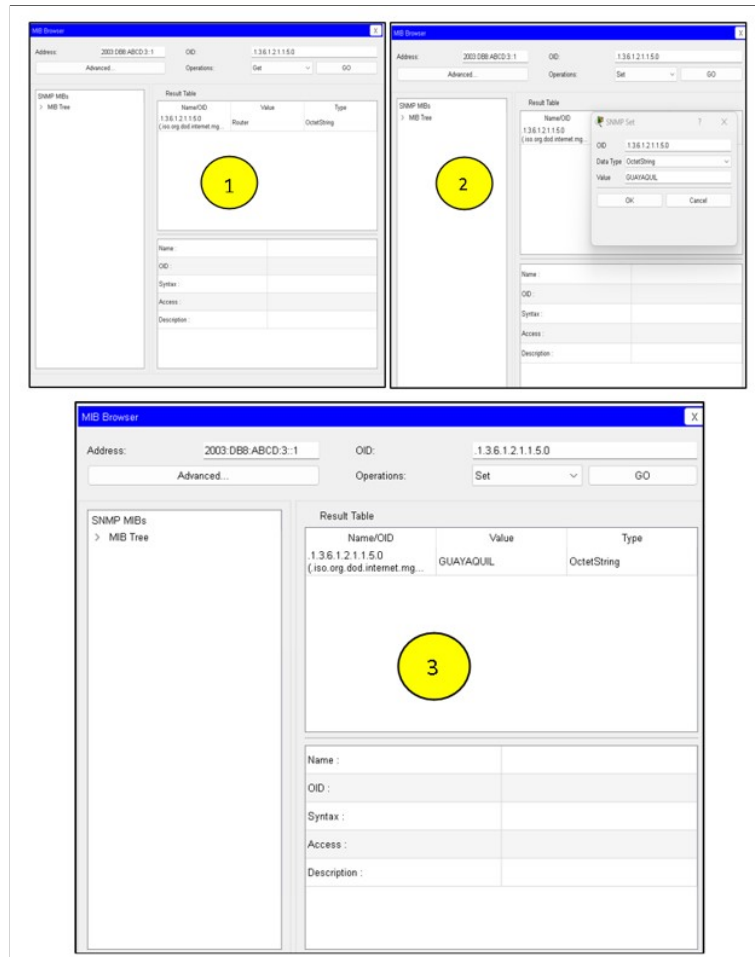 MIB Browser X
Address: 2003:DB8:ABCD:3::1 OID: .1.3.6.1.2.1.1.5.0
Advanced... Operations: Get GO
SNMP MIBs
> MIB Tree
Result Table
Name/OID Value Type
.1.3.6.1.2.1.1.5.0
(.iso.org.dod.internet.mg... Router OctetString
1
Name :
OID :
Syntax :
Access :
Description :
MIB Browser X
Address: 2003:DB8:ABCD:3::1 OID: .1.3.6.1.2.1.1.5.0
Advanced... Operations: Set GO
SNMP MIBs
> MIB Tree
Result Table
Name/OID
.1.3.6.1.2.1.1.5.0
(.iso.org.dod.internet.mg...
SNMP Set ? X
OID .1.3.6.1.2.1.1.5.0
Data Type OctetString
Value GUAYAQUIL
OK Cancel
2
Name :
OID :
Syntax :
Access :
Description :
MIB Browser X
Address: 2003:DB8:ABCD:3::1 OID: .1.3.6.1.2.1.1.5.0
Advanced... Operations: Set GO
SNMP MIBs
> MIB Tree
Result Table
Name/OID Value Type
.1.3.6.1.2.1.1.5.0
(.iso.org.dod.internet.mg... GUAYAQUIL OctetString
3
Name :
OID :
Syntax :
Access :
Description :